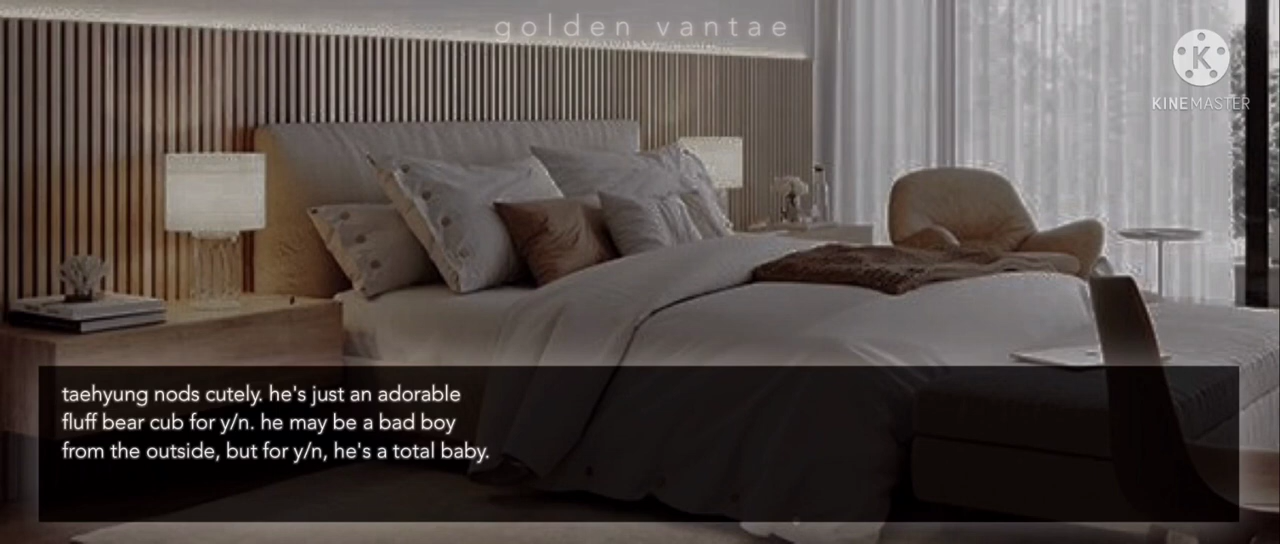 golden vantae
K
KINEMASTER
taehyung nods cutely. he's just an adorable
fluff bear cub for y/n. he may be a bad boy
from the outside, but for y/n, he's a total baby.